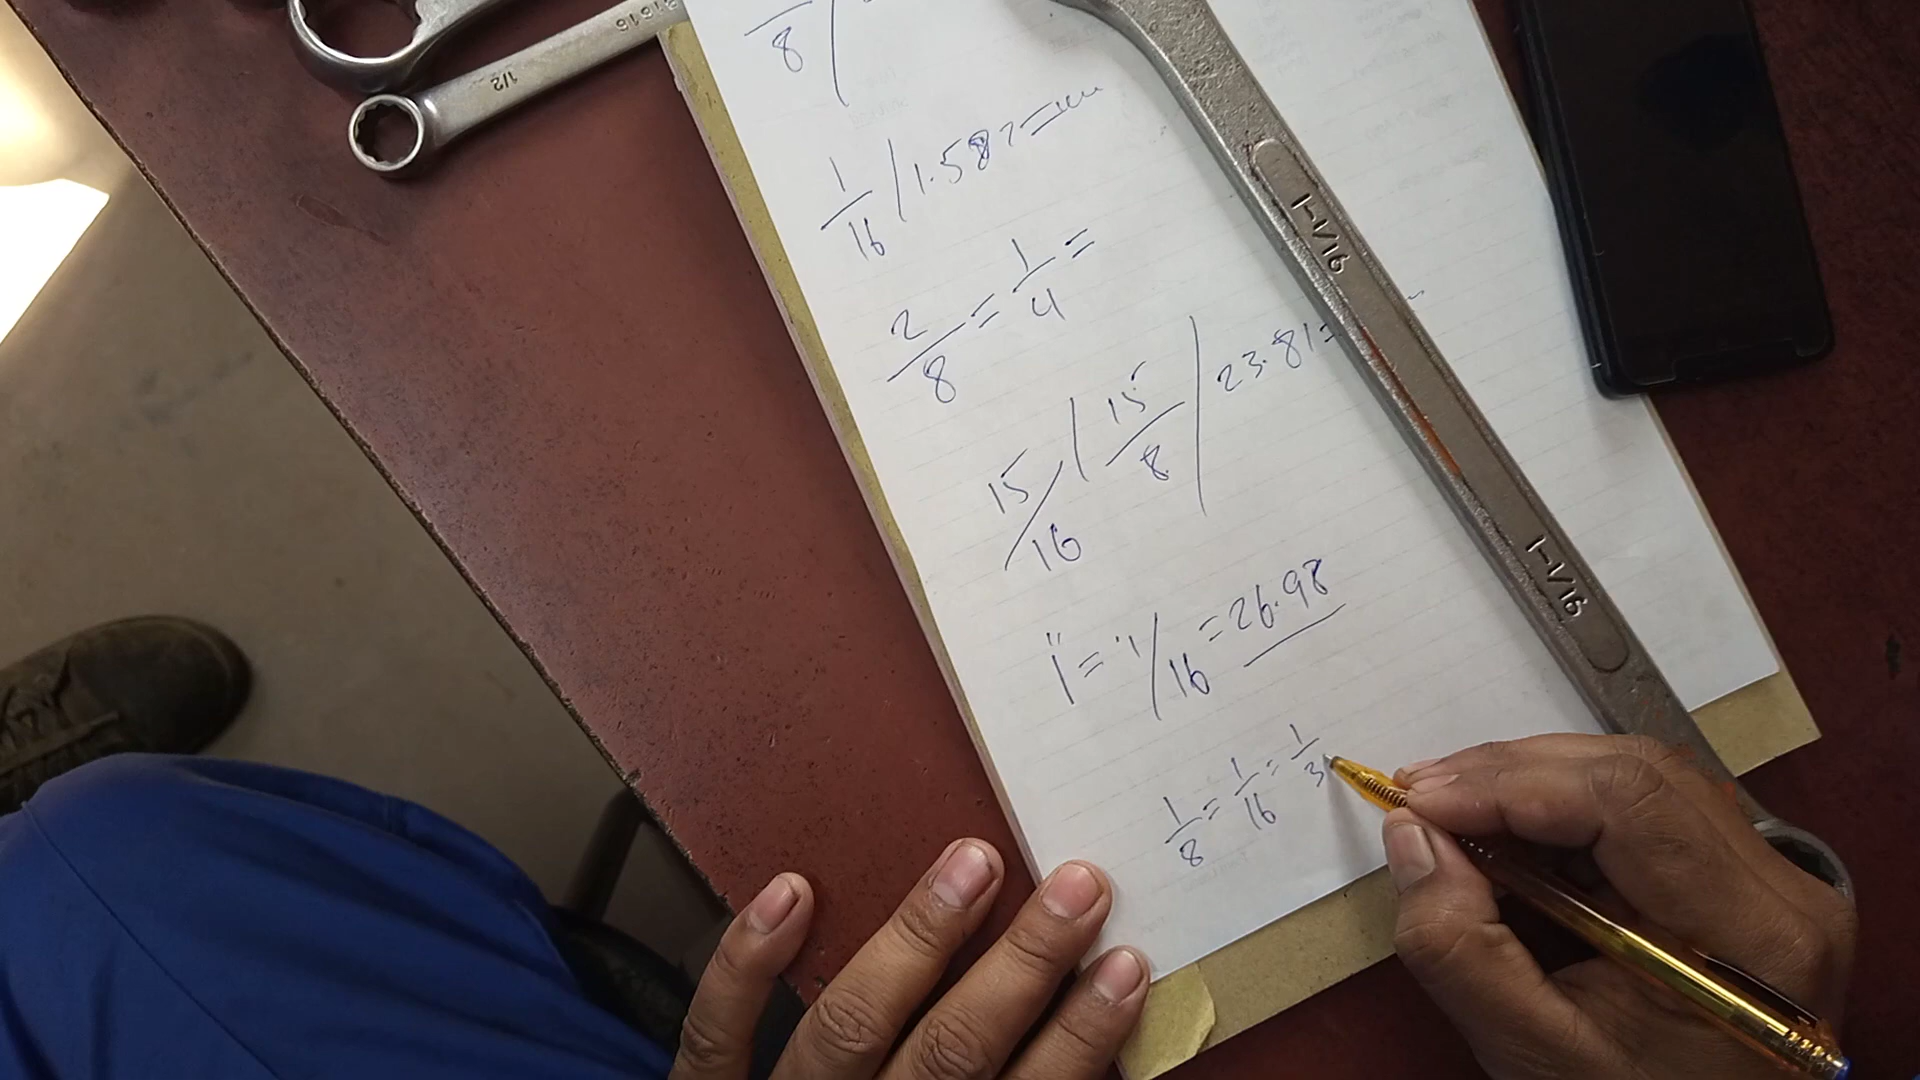 91616
1/2
8/
1/16 / 1.587=
2/8 = 1/4 =
15/16 / 15/8 / 23.81=
1" = 1/16 = 26.98
1/8 = 1/16 = 1/3
1-1/16
1-1/16